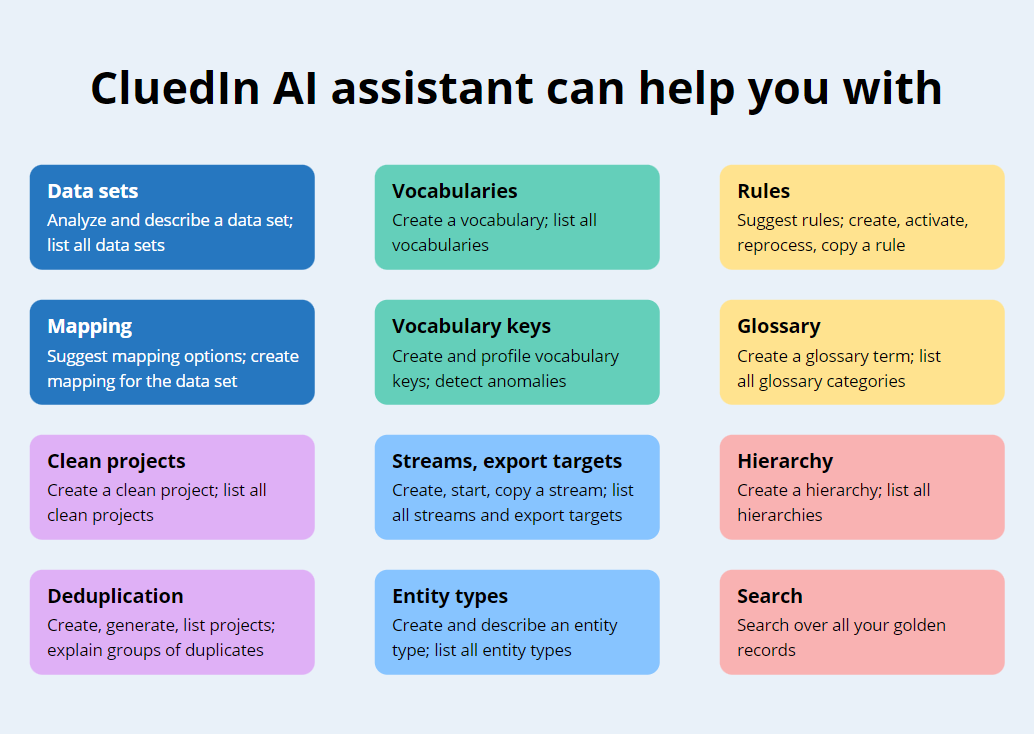 CluedIn AI assistant can help you with
Data sets
Analyze and describe a data set;
list all data sets
Vocabularies
Create a vocabulary; list all
vocabularies
Rules
Suggest rules; create, activate,
reprocess, copy a rule
Mapping
Suggest mapping options; create
mapping for the data set
Vocabulary keys
Create and profile vocabulary
keys; detect anomalies
Glossary
Create a glossary term; list
all glossary categories
Clean projects
Create a clean project; list all
clean projects
Streams, export targets
Create, start, copy a stream; list
all streams and export targets
Hierarchy
Create a hierarchy; list all
hierarchies
Deduplication
Create, generate, list projects;
explain groups of duplicates
Entity types
Create and describe an entity
type; list all entity types
Search
Search over all your golden
records